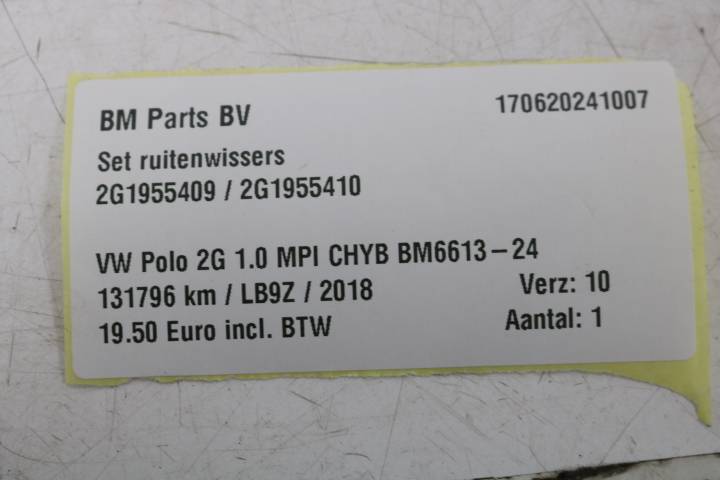 BM Parts BV 170620241007
Set ruitenwissers
2G1955409 / 2G1955410
VW Polo 2G 1.0 MPI CHYB BM6613-24
131796 km / LB9Z / 2018 Verz: 10
19.50 Euro incl. BTW Aantal: 1